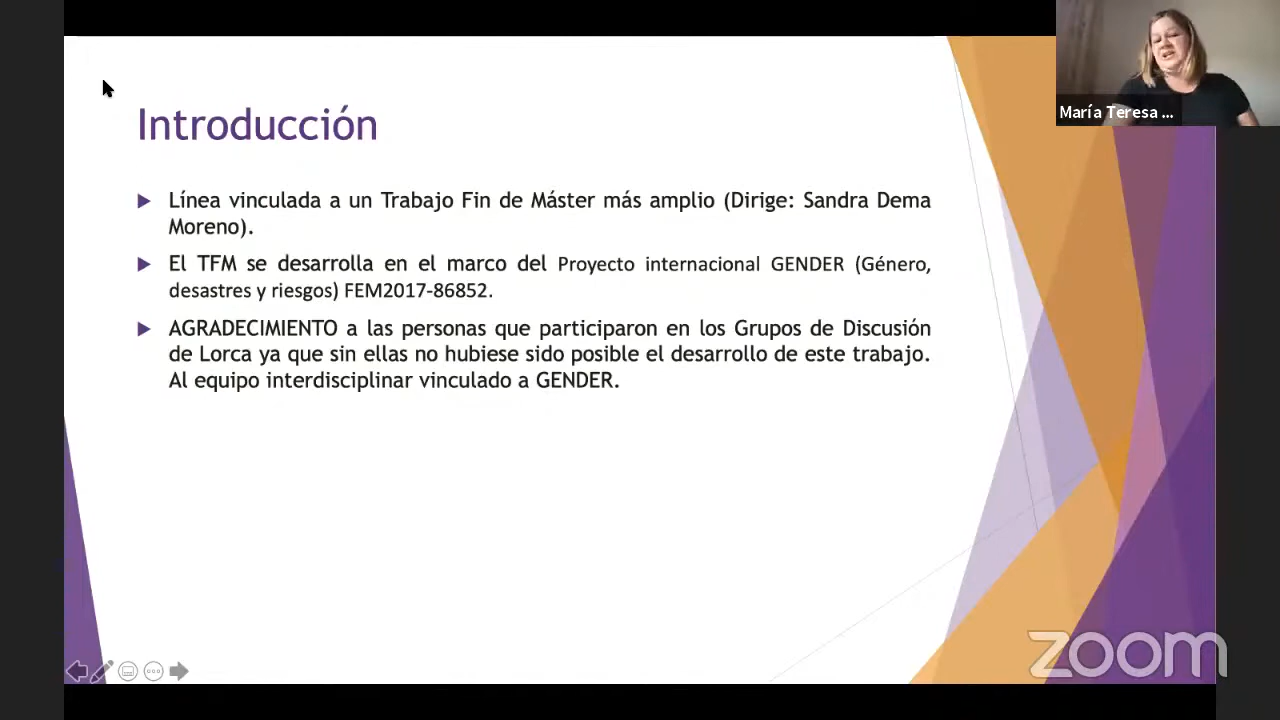 María Teresa ...
Introducción
Línea vinculada a un Trabajo Fin de Máster más amplio (Dirige: Sandra Dema
Moreno).
El TFM se desarrolla en el marco del Proyecto internacional GENDER (Género,
desastres y riesgos) FEM2017-86852.
AGRADECIMIENTO a las personas que participaron en los Grupos de Discusión
de Lorca ya que sin ellas no hubiese sido posible el desarrollo de este trabajo.
Al equipo interdisciplinar vinculado a GENDER.
zoom